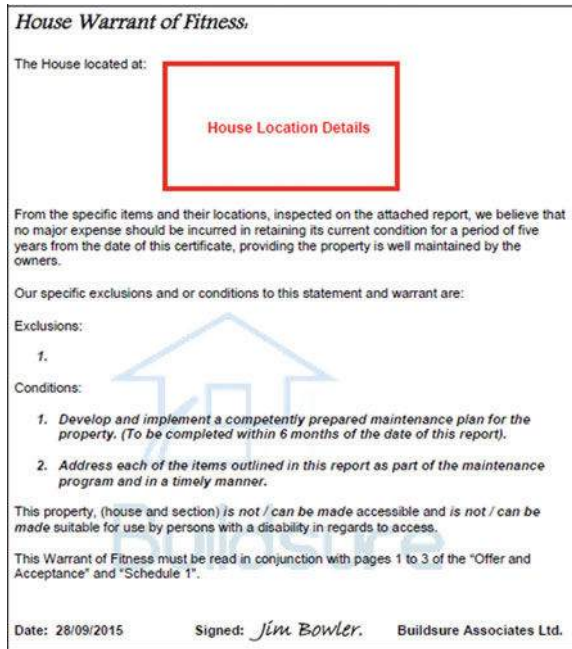 House Warrant of Fitness.
The House located at:
House Location Details
From the specific items and their locations, inspected on the attached report, we believe that
no major expense should be incurred in retaining its current condition for a period of five
years from the date of this certificate, providing the property is well maintained by the
owners.
Our specific exclusions and or conditions to this statement and warrant are:
Exclusions:
1.
Conditions:
1. Develop and implement a competently prepared maintenance plan for the
property. (To be completed within 6 months of the date of this report).
2. Address each of the items outlined in this report as part of the maintenance
program and in a timely manner.
This property, (house and section) is not / can be made accessible and is not / can be
made suitable for use by persons with a disability in regards to access.
Buildsure
This Warrant of Fitness must be read in conjunction with pages 1 to 3 of the "Offer and
Acceptance" and "Schedule 1".
Date: 28/09/2015 Signed: Jim Bowler. Buildsure Associates Ltd.